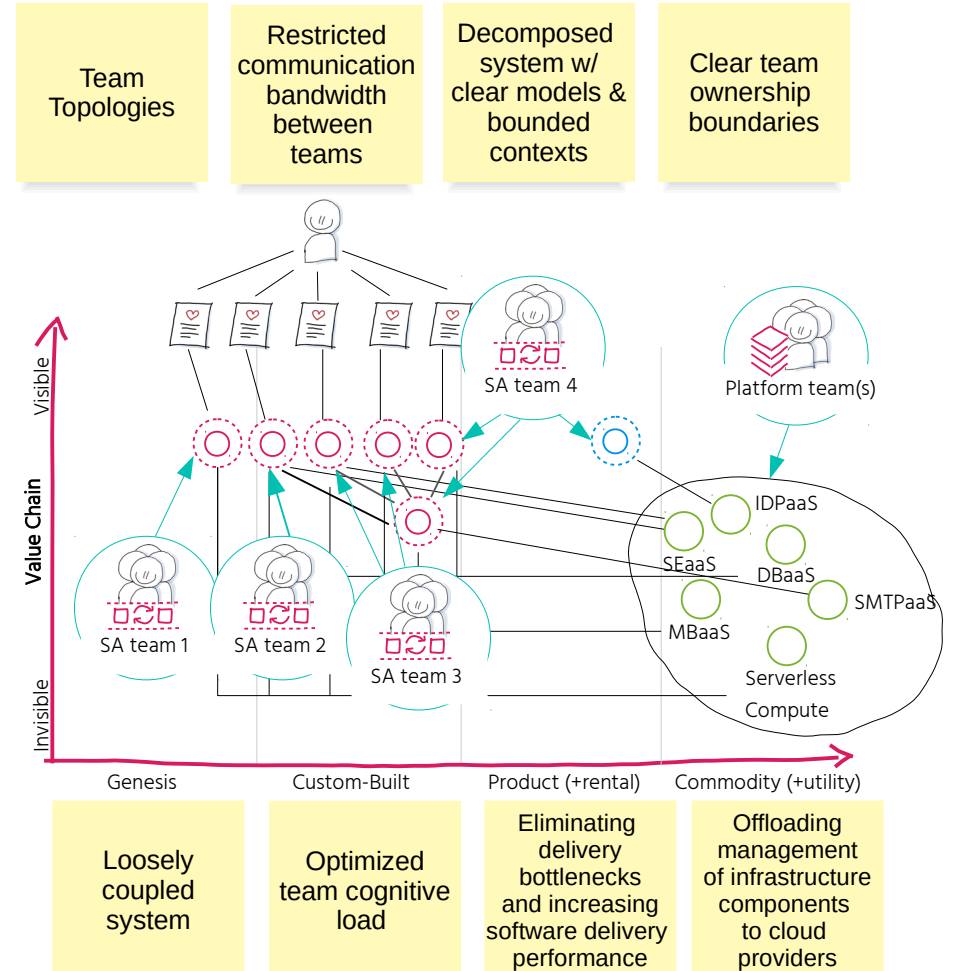 Team
Topologies
Restricted
communication
bandwidth
between
teams
Decomposed
system w/
clear models &
bounded
contexts
Clear team
ownership
boundaries
SA team 4
Platform team(s)
Visible
Value Chain
Invisible
IDPaaS
SEaaS
DBaaS
SMTPaaS
MBaaS
Serverless
Compute
SA team 1
SA team 2
SA team 3
Genesis
Custom-Built
Product (+rental)
Commodity (+utility)
Loosely
coupled
system
Optimized
team cognitive
load
Eliminating
delivery
bottlenecks
and increasing
software delivery
performance
Offloading
management
of infrastructure
components
to cloud
providers